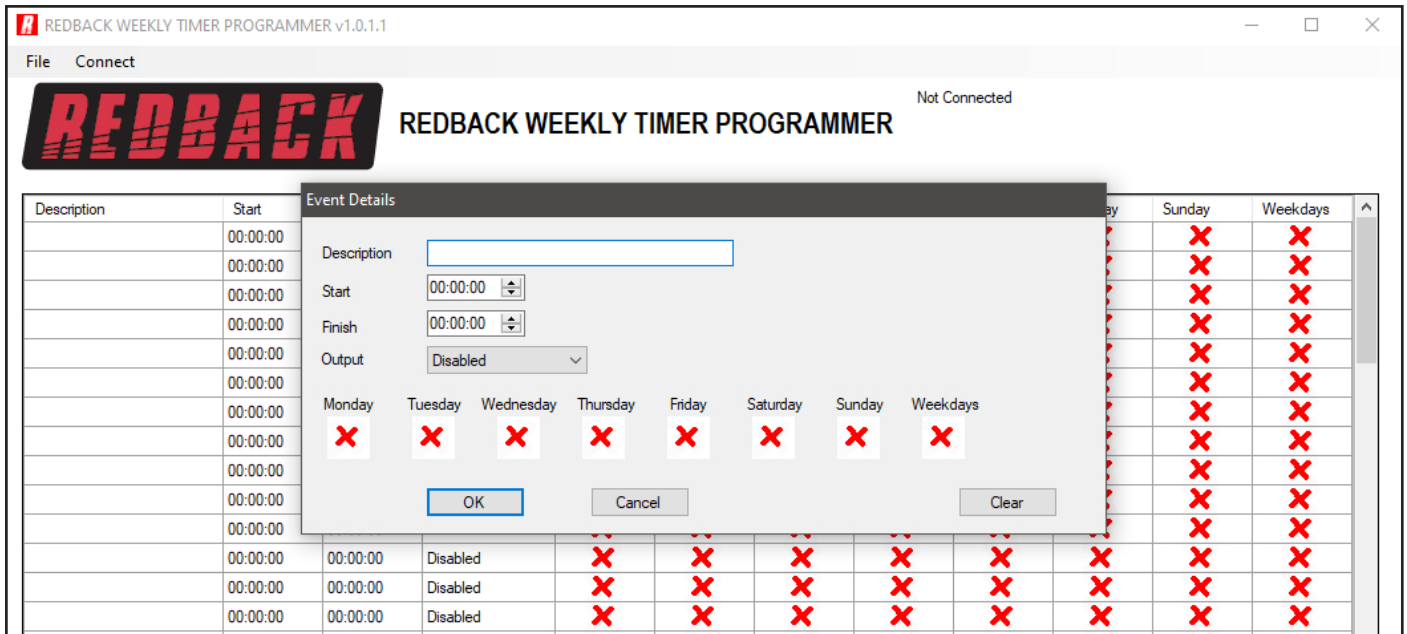 REDBACK WEEKLY TIMER PROGRAMMER v1.0.1.1
File Connect
REDBACK
REDBACK WEEKLY TIMER PROGRAMMER
Not Connected
Description Start Sunday Weekdays
Event Details
Description
Start 00:00:00
Finish 00:00:00
Output Disabled
Monday Tuesday Wednesday Thursday Friday Saturday Sunday Weekdays
OK Cancel Clear
00:00:00
00:00:00
00:00:00
00:00:00
00:00:00
00:00:00
00:00:00
00:00:00
00:00:00
00:00:00
00:00:00
00:00:00 00:00:00 Disabled
00:00:00 00:00:00 Disabled
00:00:00 00:00:00 Disabled